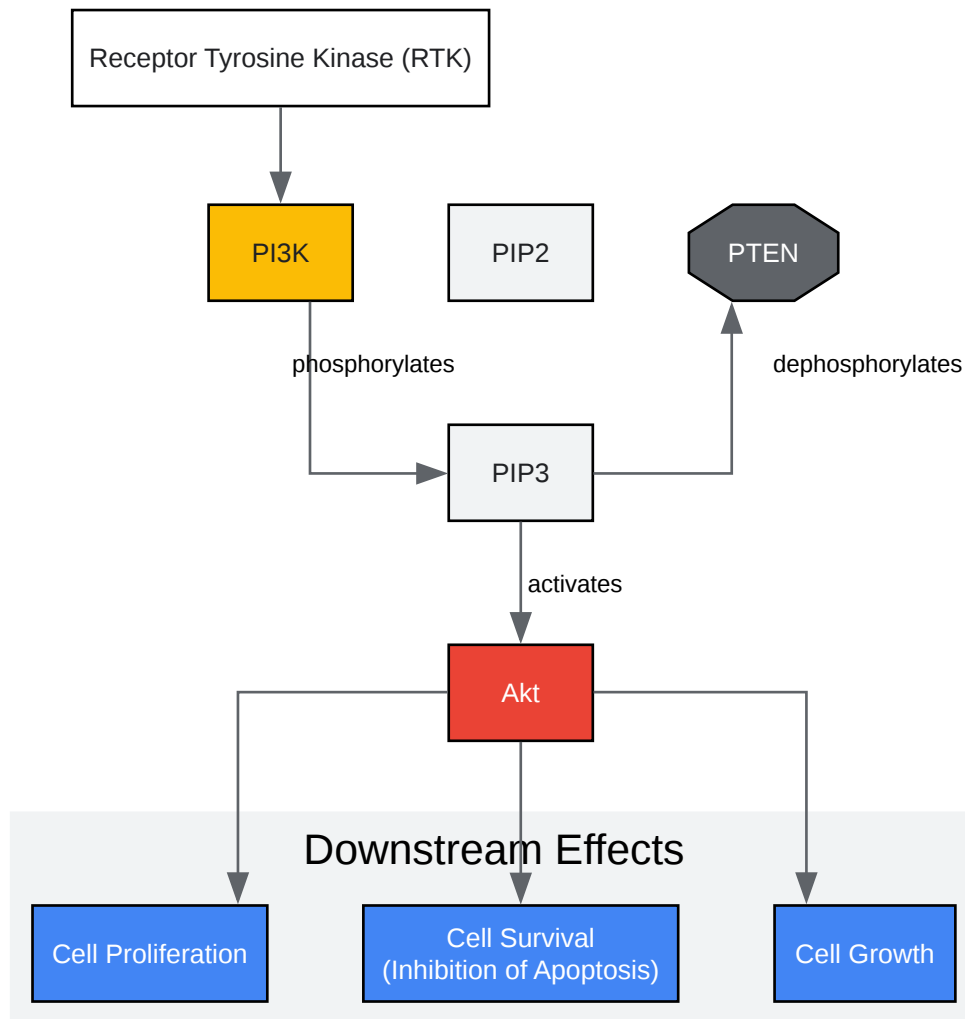 Receptor Tyrosine Kinase (RTK)
PI3K
PIP2
PTEN
phosphorylates
dephosphorylates
PIP3
activates
Akt
Downstream Effects
Cell Proliferation
Cell Survival
(Inhibition of Apoptosis)
Cell Growth